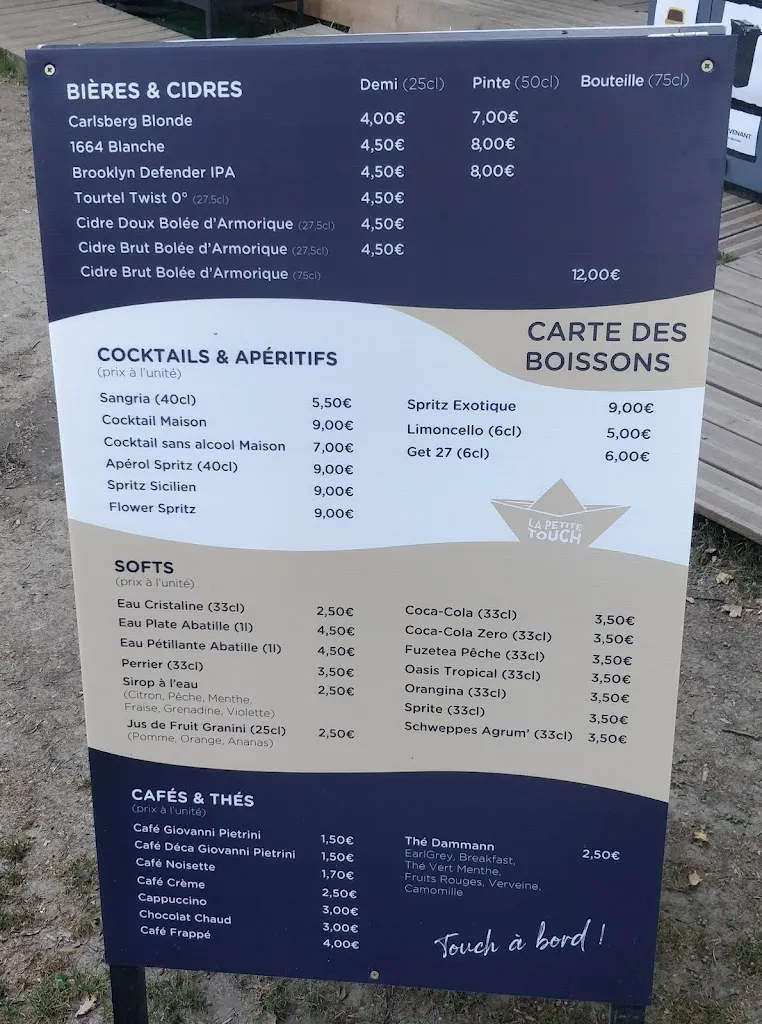 BIÈRES & CIDRES Demi (25cl) Pinte (50cl) Bouteille (75cl)
Carlsberg Blonde 4,00€ 7,00€
1664 Blanche 4,50€ 8,00€
Brooklyn Defender IPA 4,50€ 8,00€
Tourtel Twist 0° (27.5cl) 4,50€
Cidre Doux Bolée d'Armorique (27,5cl) 4,50€
Cidre Brut Bolée d'Armorique (27,5cl) 4,50€
Cidre Brut Bolée d'Armorique (75cl) 12,00€
CARTE DES
BOISSONS
COCKTAILS & APÉRITIFS
(prix à l'unité)
Sangria (40cl) 5,50€
Cocktail Maison 9,00€
Cocktail sans alcool Maison 7,00€
Apérol Spritz (40cl) 9,00€
Spritz Sicilien 9,00€
Flower Spritz 9,00€
Spritz Exotique 9,00€
Limoncello (6cl) 5,00€
Get 27 (6cl) 6,00€
LA PETITE
TOUCH
SOFTS
(prix à l'unité)
Eau Cristaline (33cl) 2,50€
Eau Plate Abatille (1l) 4,50€
Eau Pétillante Abatille (1l) 4,50€
Perrier (33cl) 3,50€
Sirop à l'eau 2,50€
(Citron, Pêche, Menthe,
Fraise, Grenadine, Violette)
Jus de Fruit Granini (25cl) 2,50€
(Pomme, Orange, Ananas)
Coca-Cola (33cl) 3,50€
Coca-Cola Zero (33cl) 3,50€
Fuzetea Pêche (33cl) 3,50€
Oasis Tropical (33cl) 3,50€
Orangina (33cl) 3,50€
Sprite (33cl) 3,50€
Schweppes Agrum' (33cl) 3,50€
CAFÉS & THÉS
(prix à l'unité)
Café Giovanni Pietrini 1,50€
Café Déca Giovanni Pietrini 1,50€
Café Noisette 1,70€
Café Crème 2,50€
Cappuccino 3,00€
Chocolat Chaud 3,00€
Café Frappé 4,00€
Thé Dammann 2,50€
EarlGrey, Breakfast,
Thé Vert Menthe,
Fruits Rouges, Verveine,
Camomille
Touch à bord !